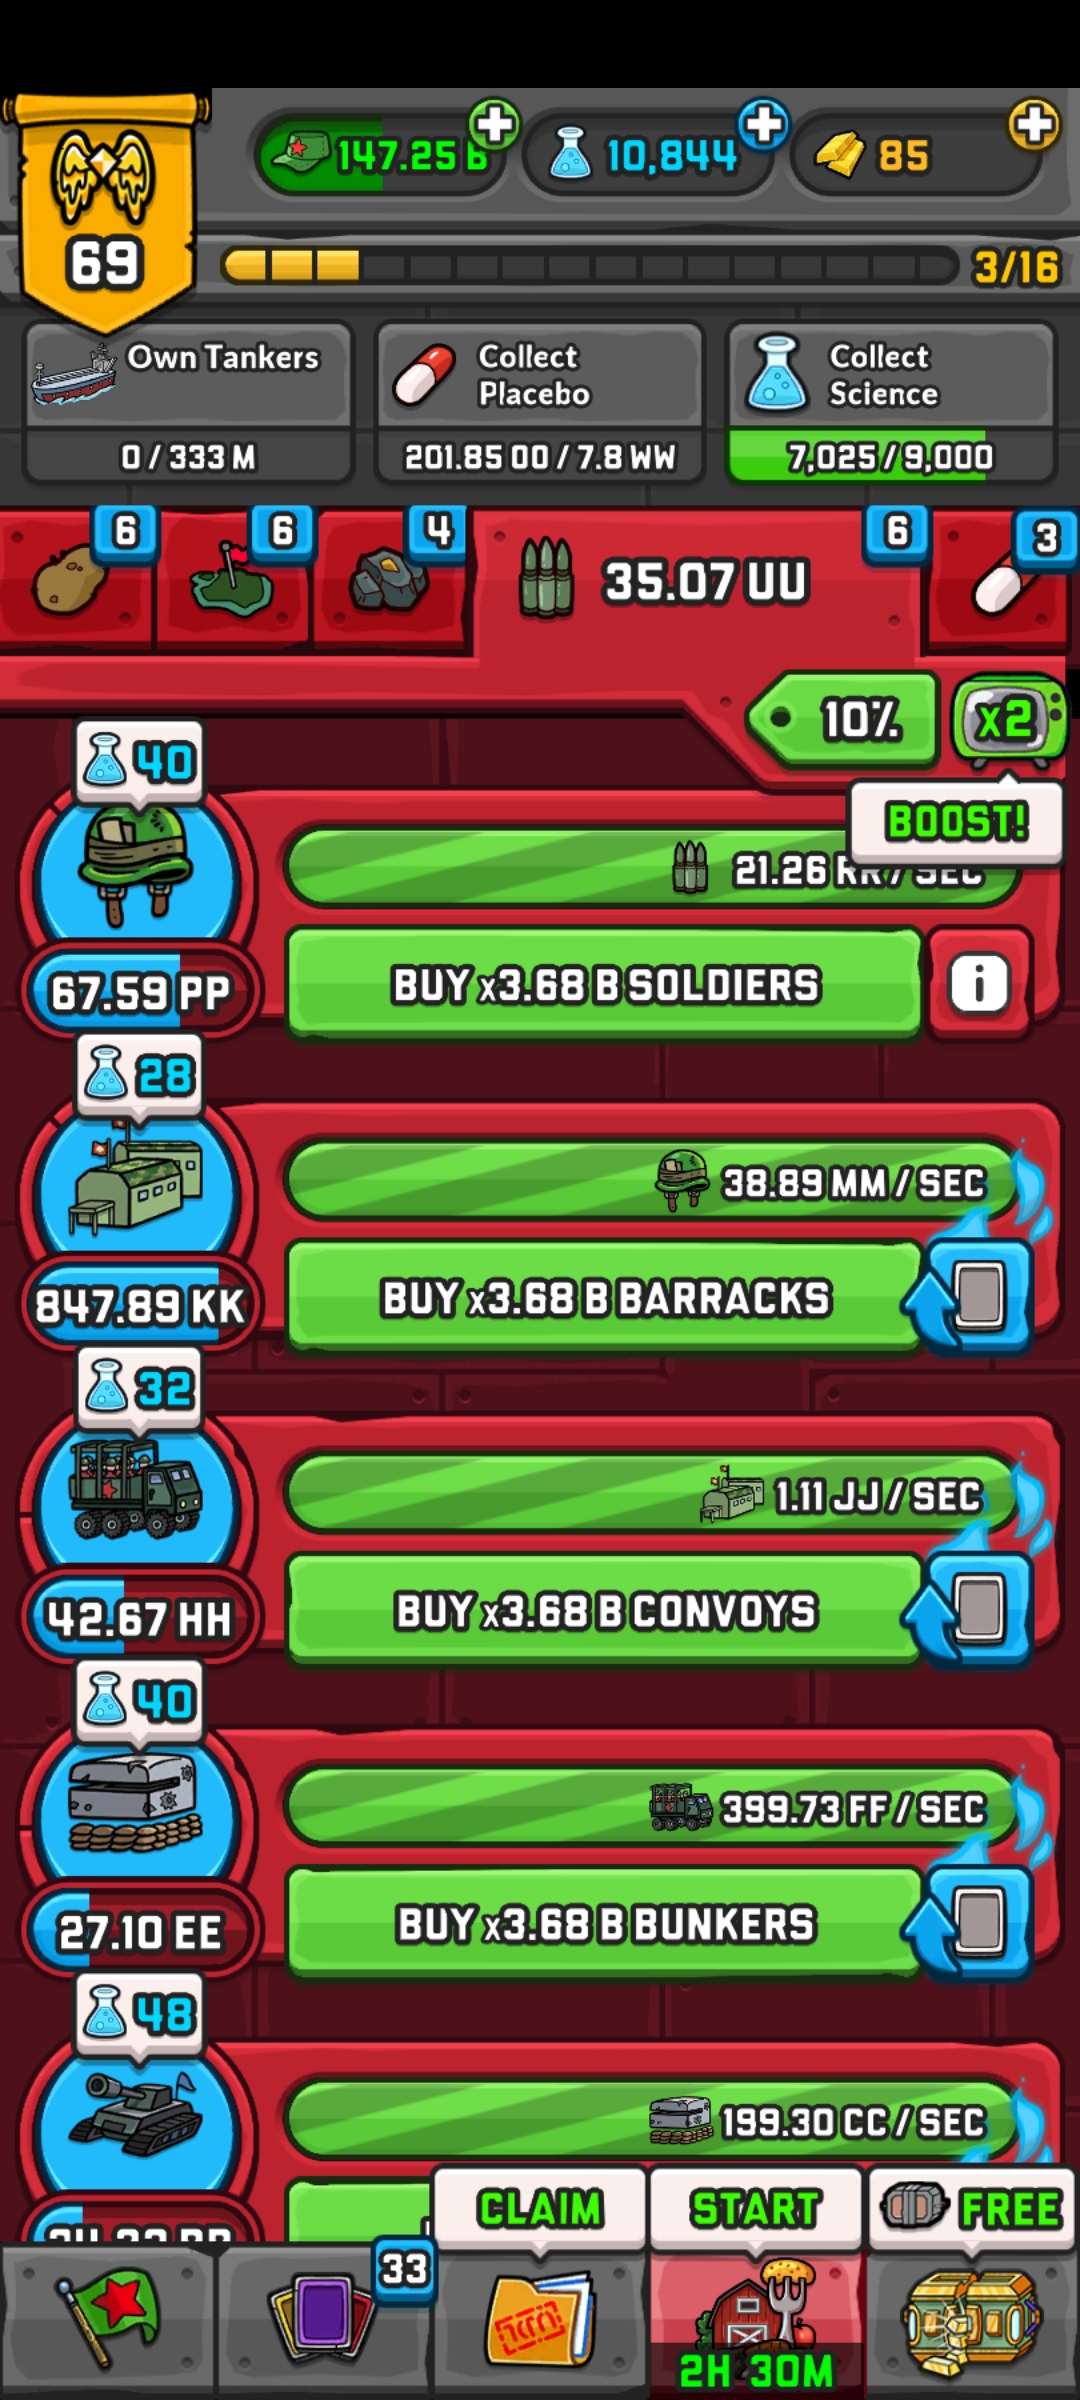 147.25 B
10,844
85
69
3/16
Own Tankers
0 / 333 M
Collect
Placebo
201.85 OO / 7.8 WW
Collect
Science
7,025 / 9,000
6
6
4
35.07 UU
6
3
10%
x2
BOOST!
40
21.26 RR / SEC
67.59 PP
BUY x3.68 B SOLDIERS
i
28
38.89 MM / SEC
847.89 KK
BUY x3.68 B BARRACKS
32
1.11 JJ / SEC
42.67 HH
BUY x3.68 B CONVOYS
40
399.73 FF / SEC
27.10 EE
BUY x3.68 B BUNKERS
48
199.30 CC / SEC
CLAIM
START
FREE
33
2H 30M